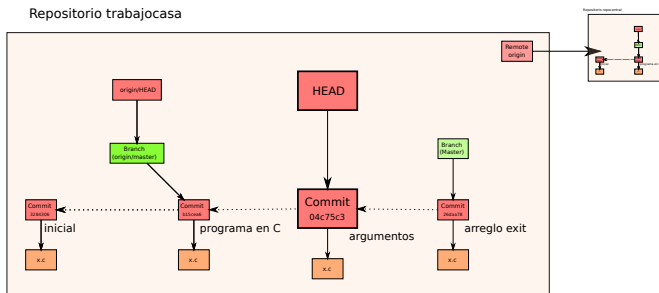 Repositorio trabajocasa
Remote
origin
origin/HEAD
HEAD
Branch
(origin/master)
Branch
(Master)
Commit
Commit
Commit
04c75c3
Commit
inicial
programa en C
argumentos
arreglo exit
x.c
x.c
x.c
x.c